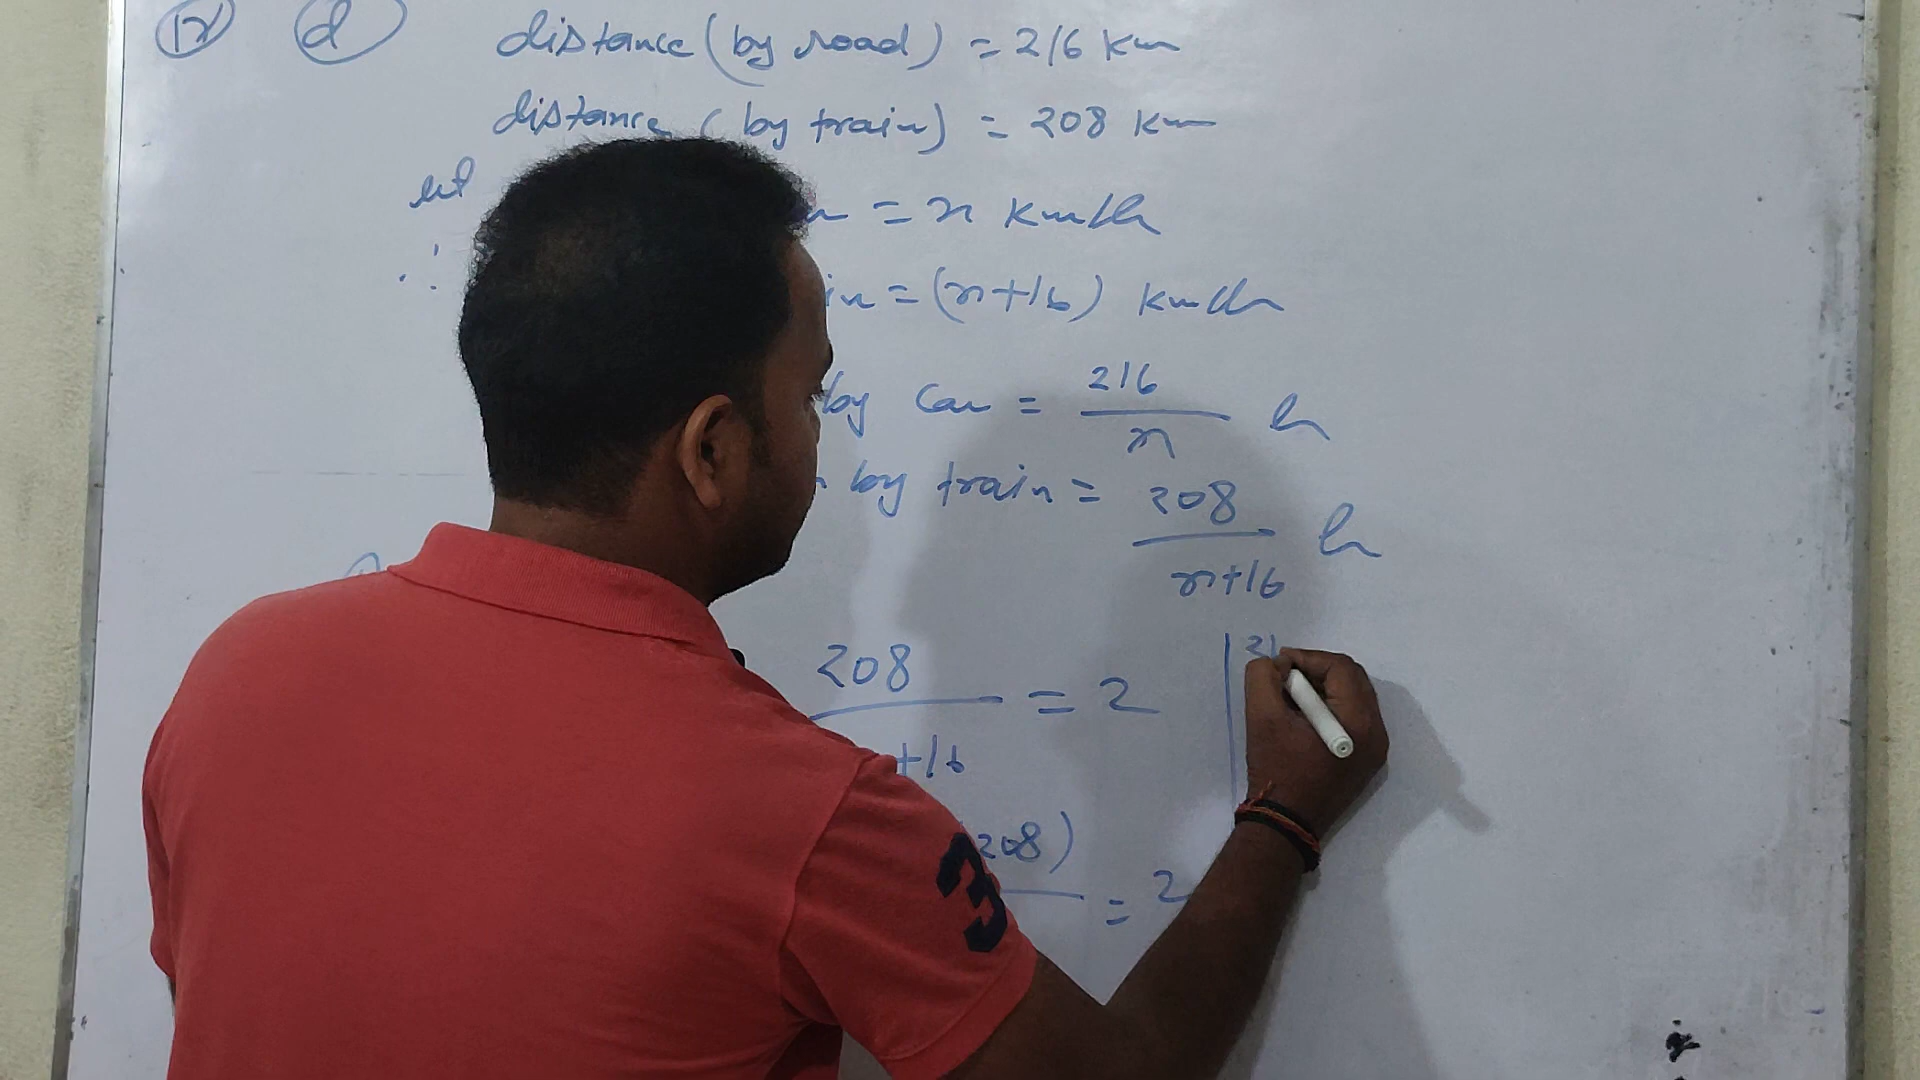 12 d distance (by road) = 216 km
distance (by train) = 208 km
let = x km/h
∴ = (x+16) km/h
by car = 216/x h
by train = 208/x+16 h
208/+16 = 2
208) = 2
3